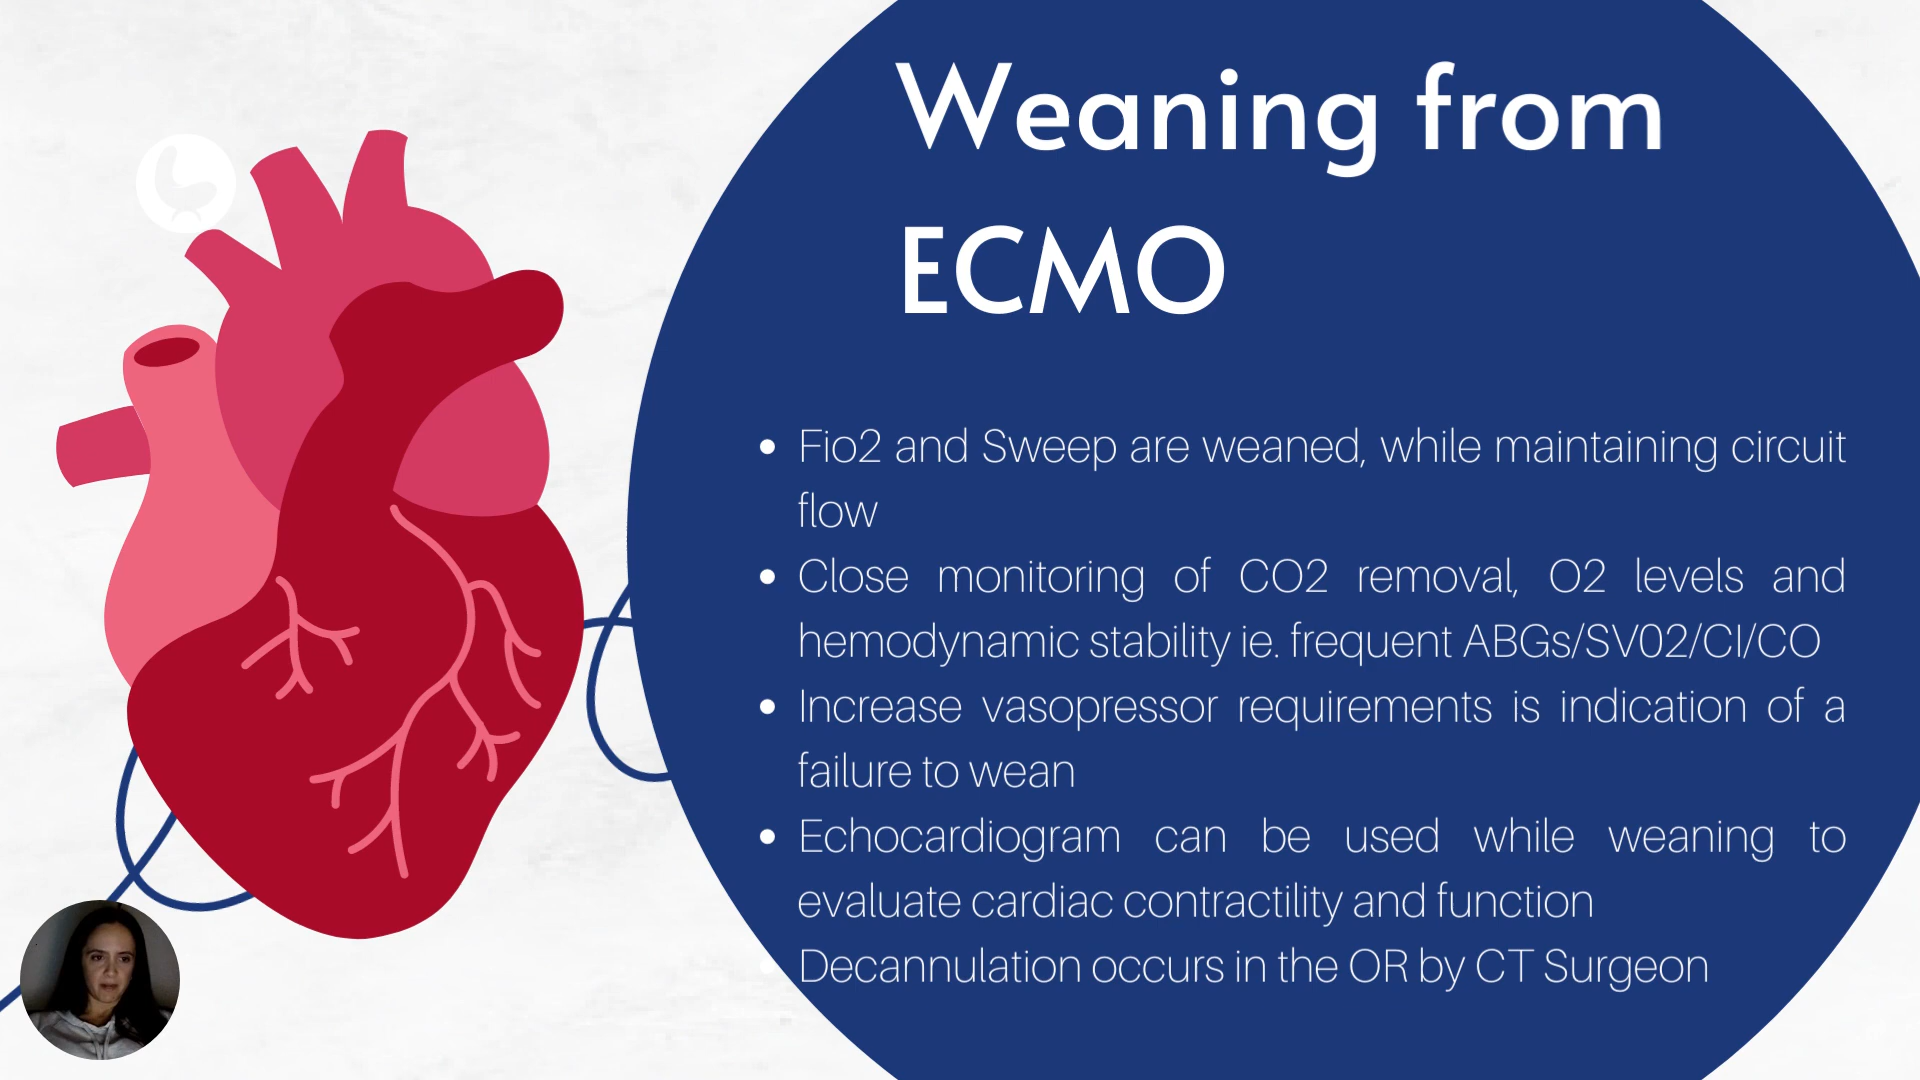 Weaning from
ECMO
Fio2 and Sweep are weaned, while maintaining circuit
flow
Close monitoring of CO2 removal, O2 levels and
hemodynamic stability ie. frequent ABGs/SV02/CI/CO
Increase vasopressor requirements is indication of a
failure to wean
Echocardiogram can be used while weaning to
evaluate cardiac contractility and function
Decannulation occurs in the OR by CT Surgeon